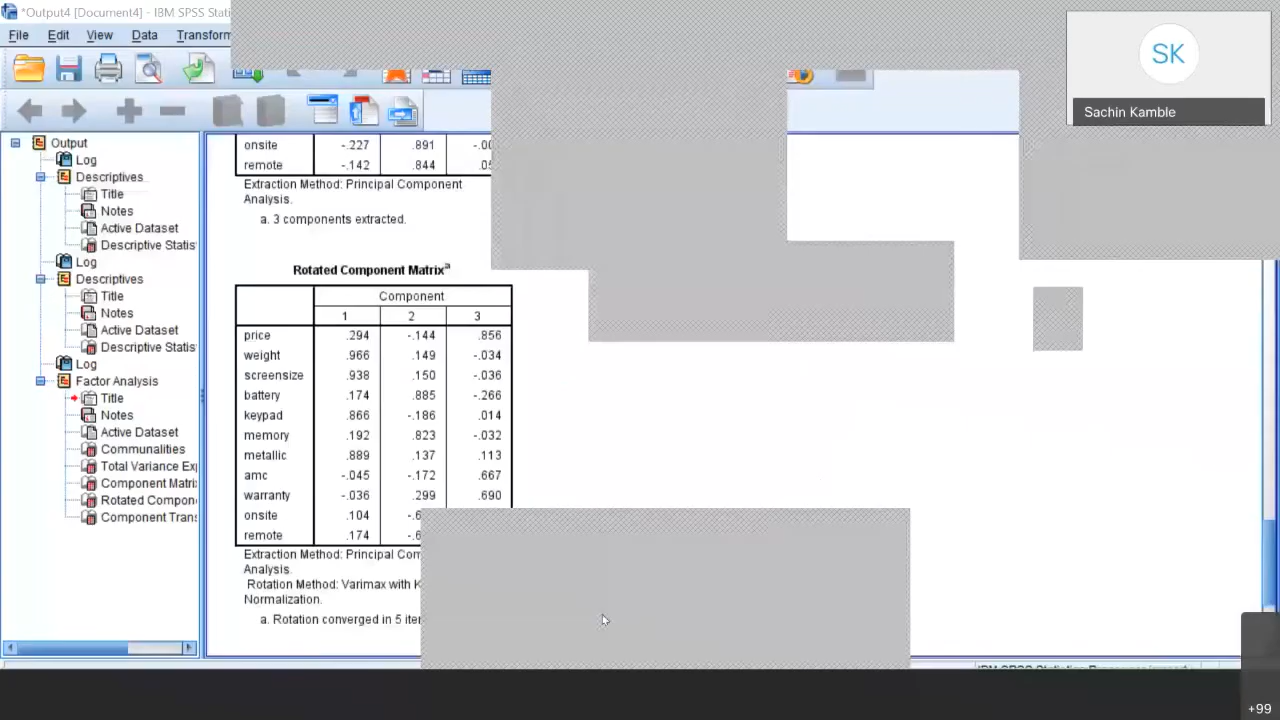 *Output4 [Document4] - IBM SPSS Stati
File Edit View Data Transform
SK
Sachin Kamble
Output
Log
Descriptives
Title
Notes
Active Dataset
Descriptive Statis
Log
Descriptives
Title
Notes
Active Dataset
Descriptive Statis
Log
Factor Analysis
Title
Notes
Active Dataset
Communalities
Total Variance Ex
Component Matri
Rotated Compon
Component Tran
onsite -.227 .891
remote -.142 .844
Extraction Method: Principal Component
Analysis.
a. 3 components extracted.
Rotated Component Matrixa
Component
1 2 3
price .294 -.144 .856
weight .966 .149 -.034
screensize .938 .150 -.036
battery .174 .885 -.266
keypad .866 -.186 .014
memory .192 .823 -.032
metallic .889 .137 .113
amc -.045 -.172 .667
warranty -.036 .299 .690
onsite .104
remote .174
Extraction Method: Principal Com
Analysis.
Rotation Method: Varimax with K
Normalization.
a. Rotation converged in 5 iter
+99